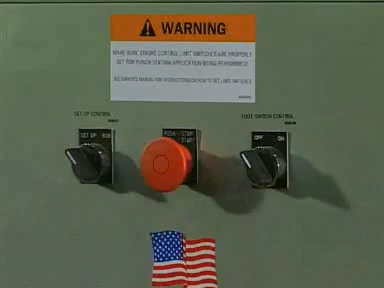 WARNING
MAKE SURE STROKE CONTROL LIMIT SWITCHES ARE PROPERLY
SET FOR PUNCH STATION APPLICATION BEING PERFORMED!
SEE OWNER'S MANUAL FOR INSTRUCTIONS ON HOW TO SET LIMIT SWITCHES
SET UP CONTROL
FOOT SWITCH CONTROL
SET UP RUN
PUSH - STOP
START
OFF ON